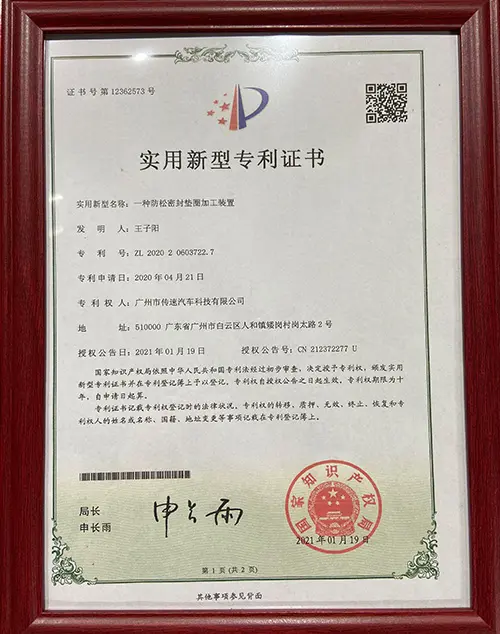 证书号第12362573号
实用新型专利证书
实用新型名称：一种防松密封垫圈加工装置
发明人：王子阳
专利号：ZL 2020 2 0603722.7
专利申请日：2020年04月21日
专利权人：广州市传速汽车科技有限公司
地址：510000 广东省广州市白云区人和镇矮岗村岗太路2号
授权公告日：2021年01月19日 授权公告号：CN 212372277 U
国家知识产权局依照中华人民共和国专利法经过初步审查，决定授予专利权，颁发实用
新型专利证书并在专利登记簿上予以登记，专利权自授权公告之日起生效，专利权期限为十
年，自申请日起算。
专利证书记载专利权登记时的法律状况。专利权的转移、质押、无效、终止、恢复和专
利权人的姓名或名称、国籍、地址变更等事项记载在专利登记簿上。
局长
申长雨
申长雨
国家知识产权局
2021年01月19日
第 1 页 (共 2 页)
其他事项参见背面